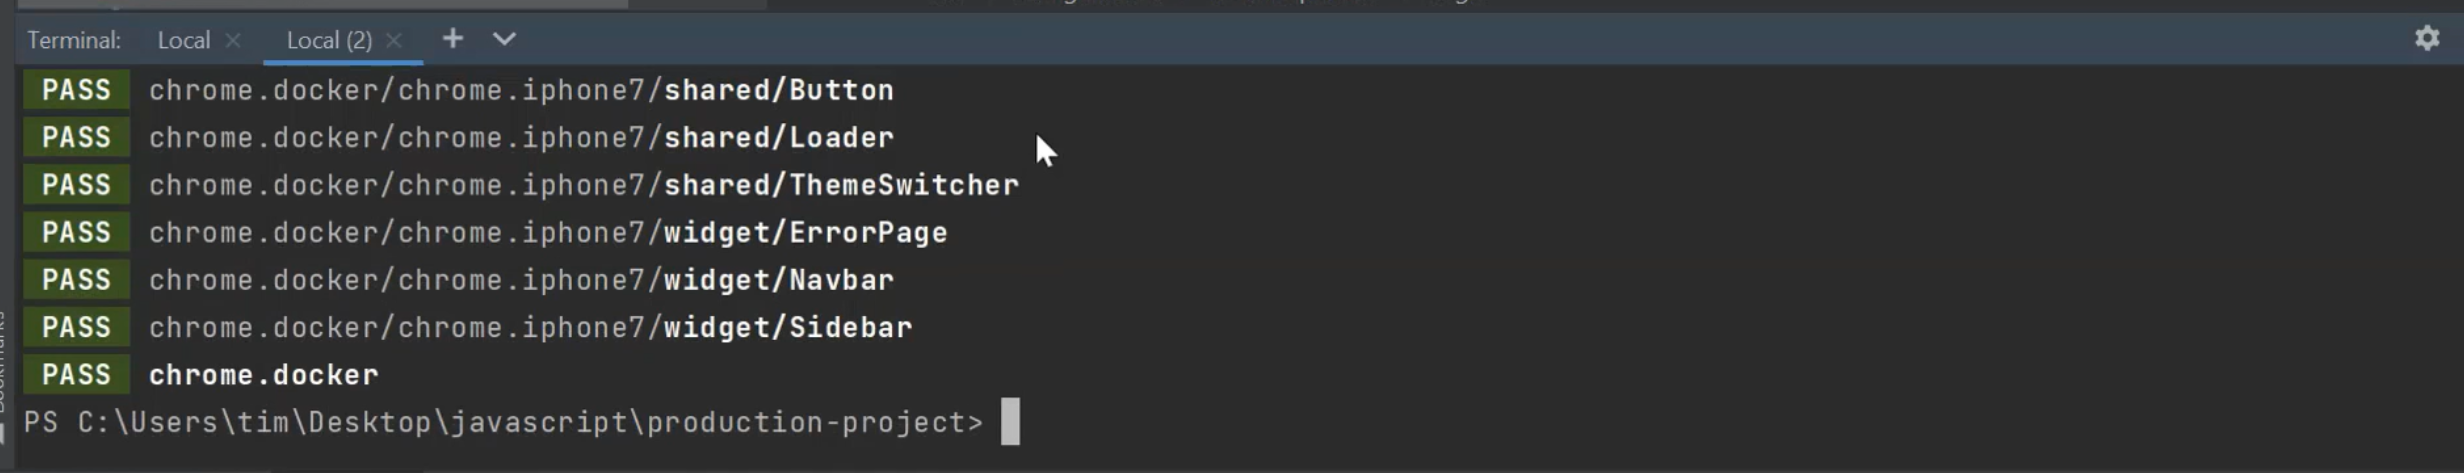 Terminal: Local × Local (2) × +
PASS chrome.docker/chrome.iphone7/shared/Button
PASS chrome.docker/chrome.iphone7/shared/Loader
PASS chrome.docker/chrome.iphone7/shared/ThemeSwitcher
PASS chrome.docker/chrome.iphone7/widget/ErrorPage
PASS chrome.docker/chrome.iphone7/widget/Navbar
PASS chrome.docker/chrome.iphone7/widget/Sidebar
PASS chrome.docker
PS C:\Users\tim\Desktop\javascript\production-project>